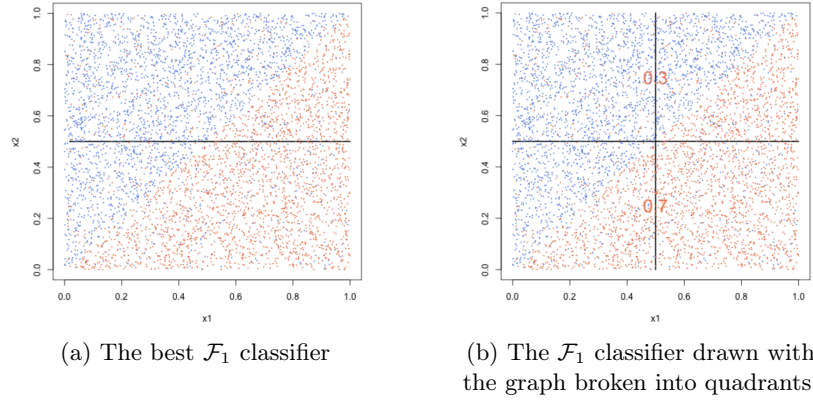 1.0
0.8
0.6
0.4
0.2
0.0
x2
0.0 0.2 0.4 0.6 0.8 1.0
x1
(a) The best F₁ classifier
1.0
0.8
0.6
0.4
0.2
0.0
x2
0.3
0.7
0.0 0.2 0.4 0.6 0.8 1.0
x1
(b) The F₁ classifier drawn with
the graph broken into quadrants